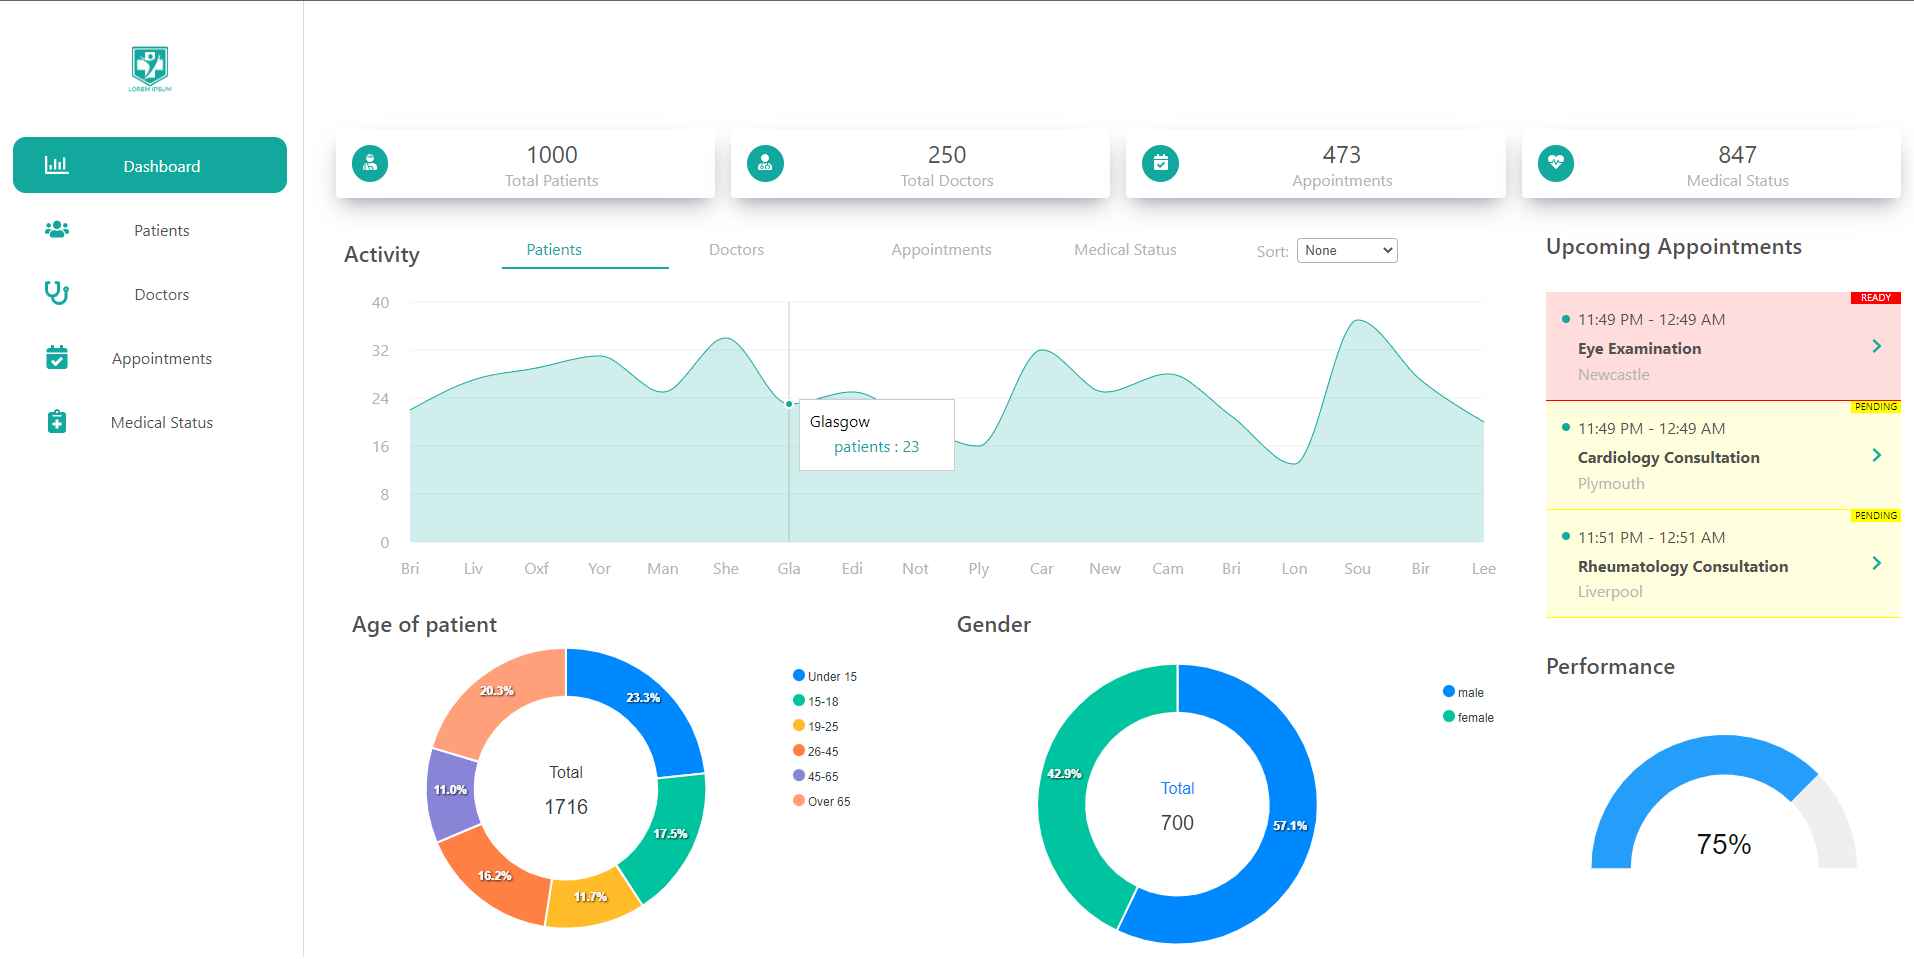 LOREM IPSUM
Dashboard
Patients
Doctors
Appointments
Medical Status
1000
Total Patients
250
Total Doctors
473
Appointments
847
Medical Status
Activity
Patients
Doctors
Appointments
Medical Status
Sort:
None
40
32
24
16
8
0
Glasgow
patients : 23
Bri Liv Oxf Yor Man She Gla Edi Not Ply Car New Cam Bri Lon Sou Bir Lee
Upcoming Appointments
READY
11:49 PM - 12:49 AM
Eye Examination
Newcastle
PENDING
11:49 PM - 12:49 AM
Cardiology Consultation
Plymouth
PENDING
11:51 PM - 12:51 AM
Rheumatology Consultation
Liverpool
Age of patient
20.3%
23.3%
11.0%
17.5%
16.2%
11.7%
Total
1716
Under 15
15-18
19-25
26-45
45-65
Over 65
Gender
42.9%
57.1%
Total
700
male
female
Performance
75%